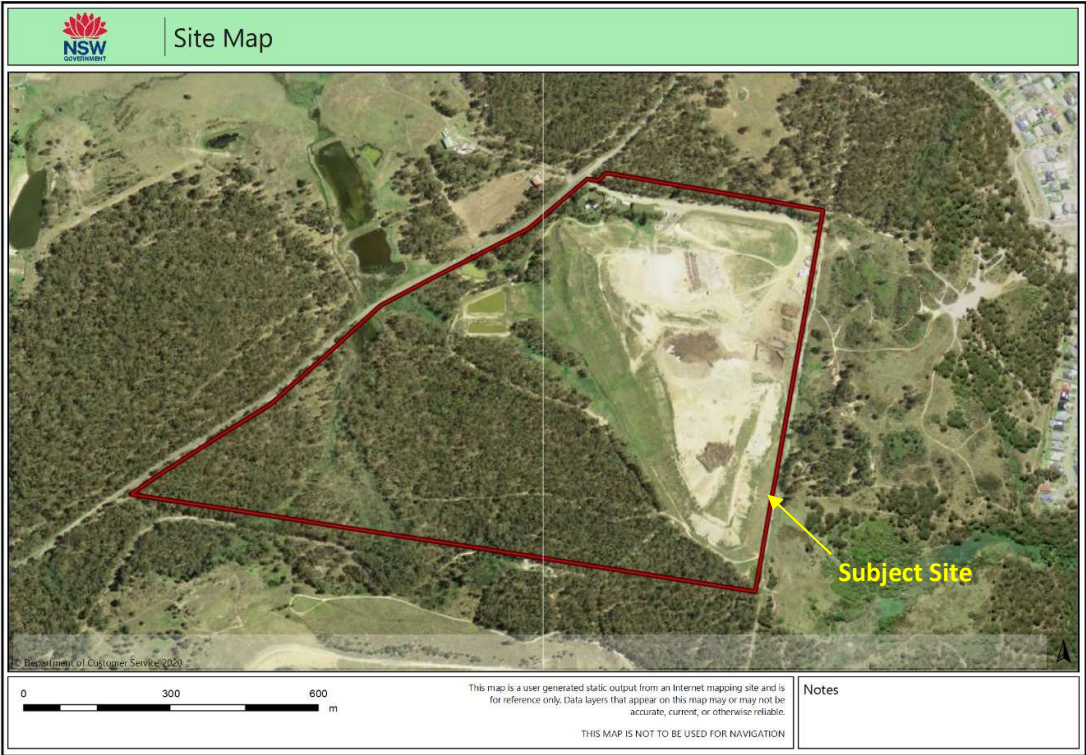 NSW
GOVERNMENT
Site Map
Subject Site
© Department of Customer Service 2020
0 300 600
m
This map is a user generated static output from an Internet mapping site and is
for reference only. Data layers that appear on this map may or may not be
accurate, current, or otherwise reliable.
THIS MAP IS NOT TO BE USED FOR NAVIGATION
Notes